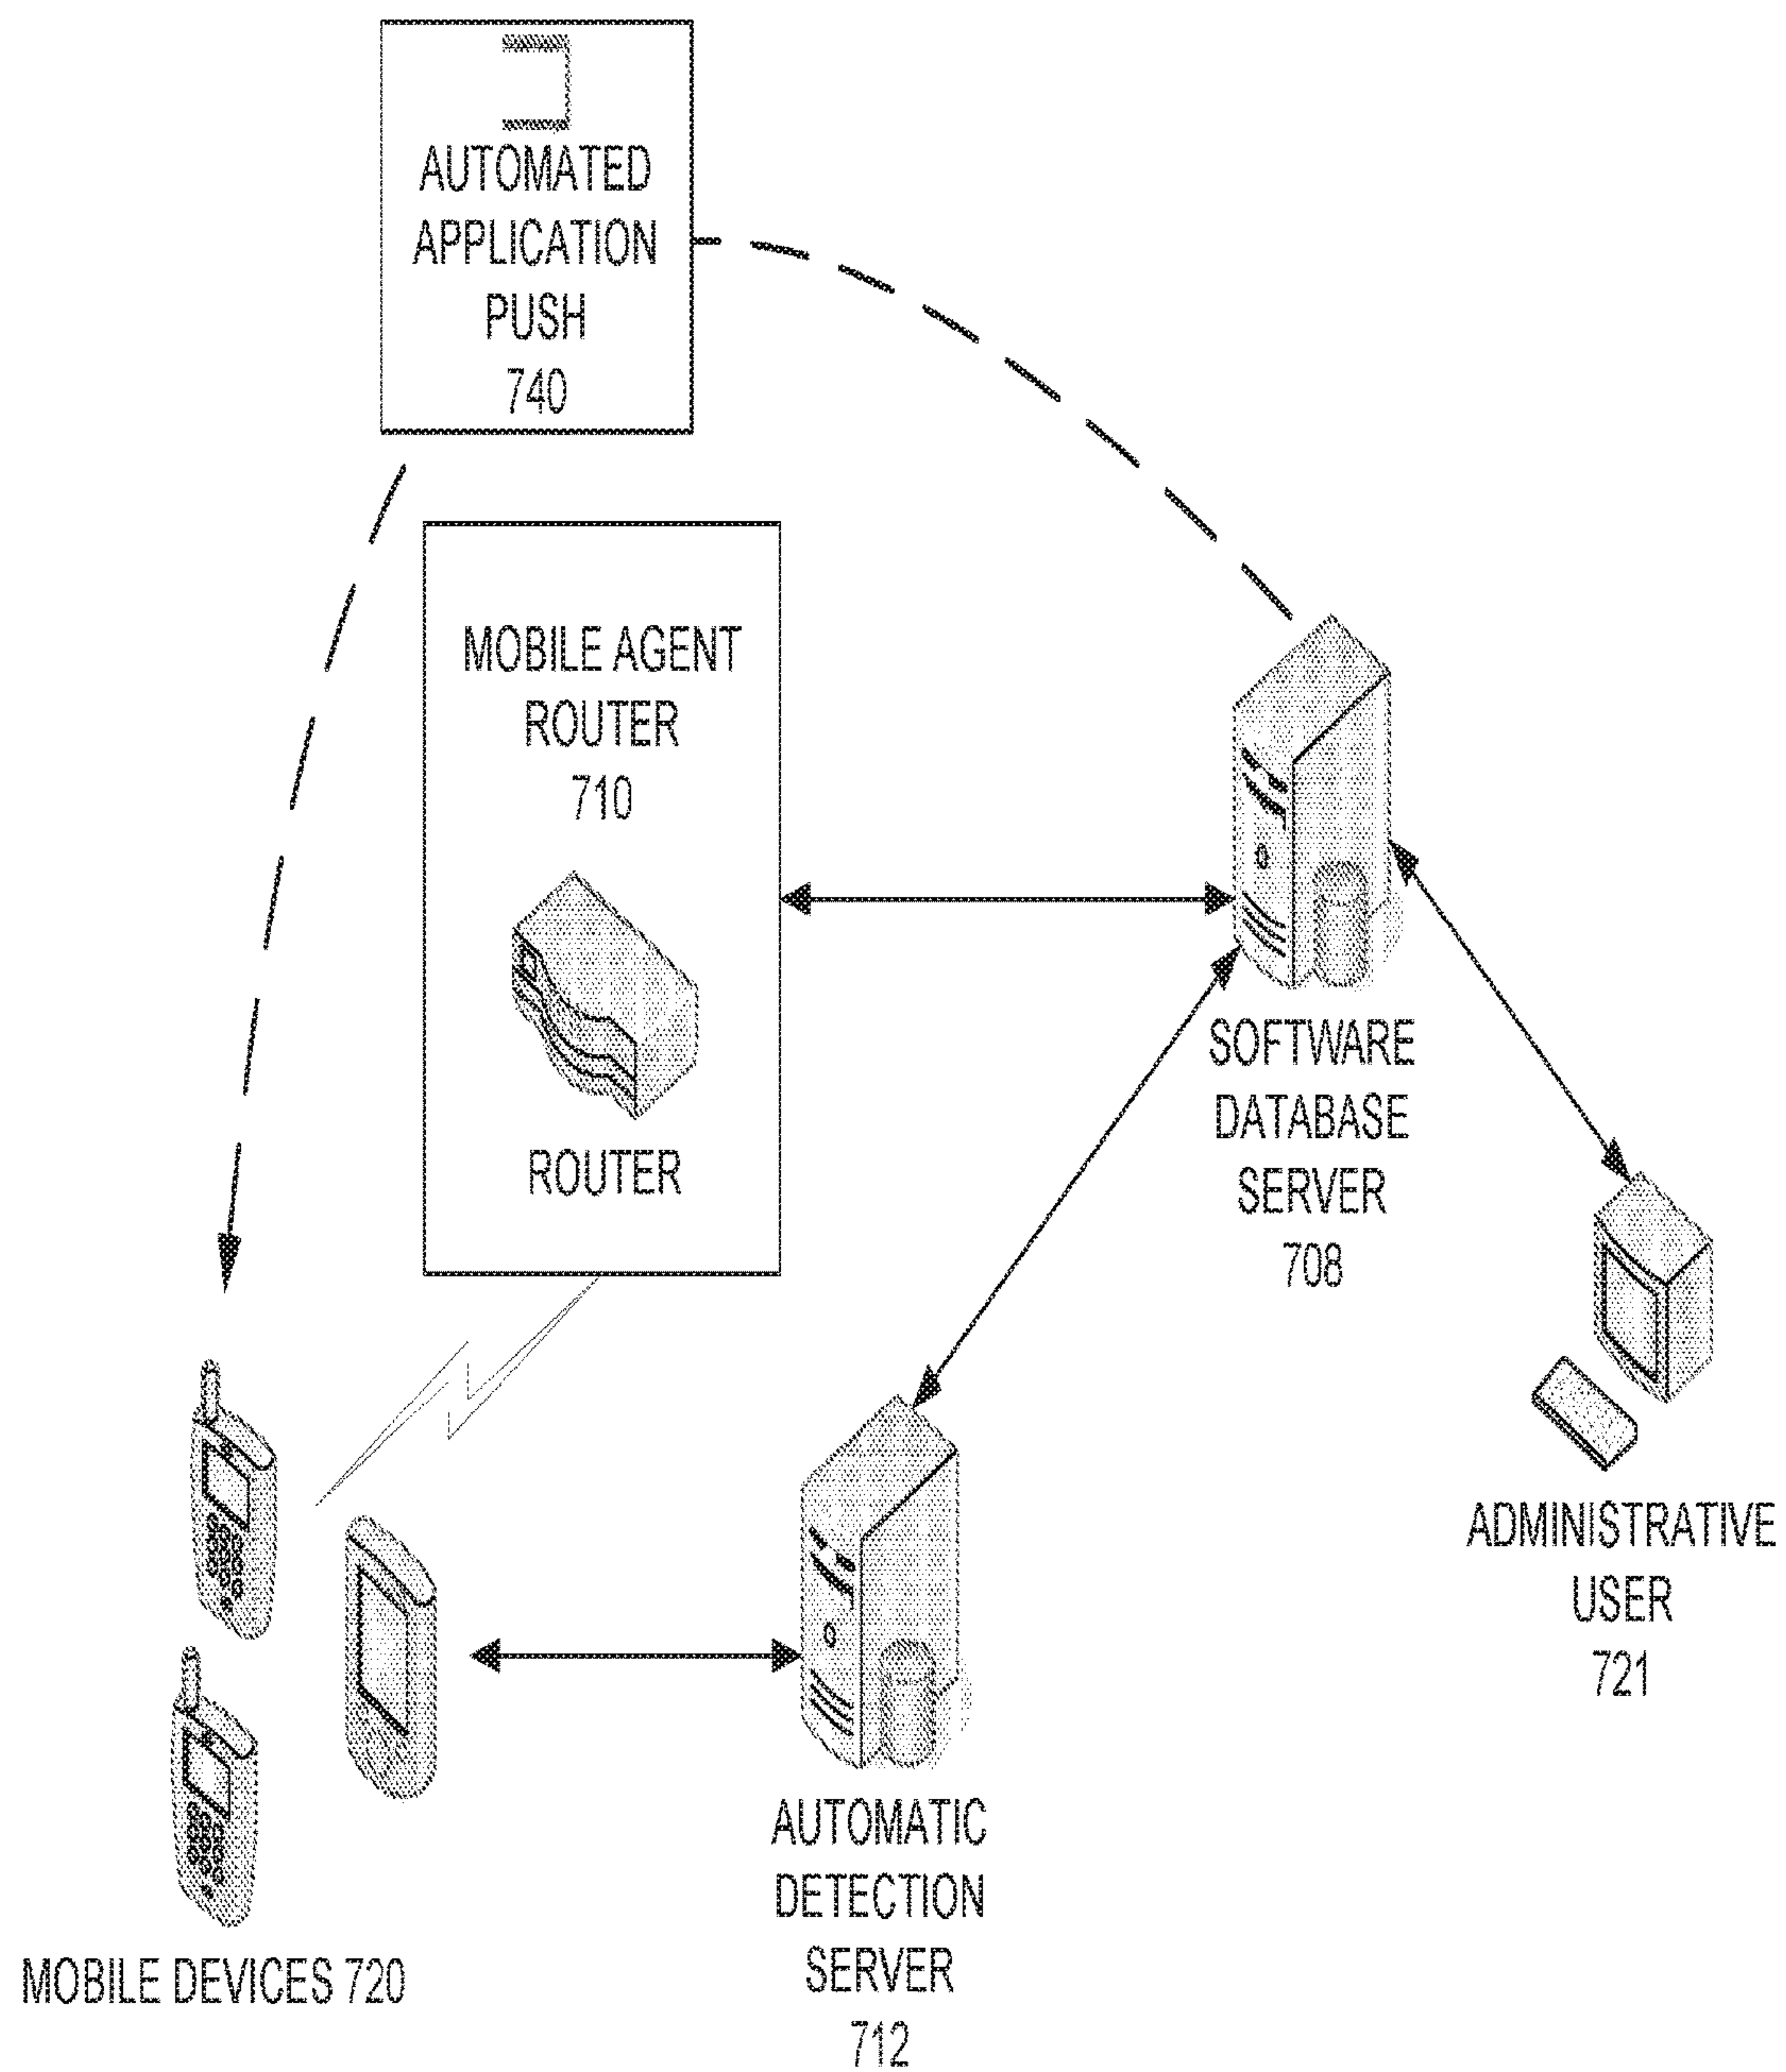 AUTOMATED
APPLICATION
PUSH
740
MOBILE AGENT
ROUTER
710
ROUTER
SOFTWARE
DATABASE
SERVER
708
ADMINISTRATIVE
USER
721
AUTOMATIC
DETECTION
SERVER
712
MOBILE DEVICES 720